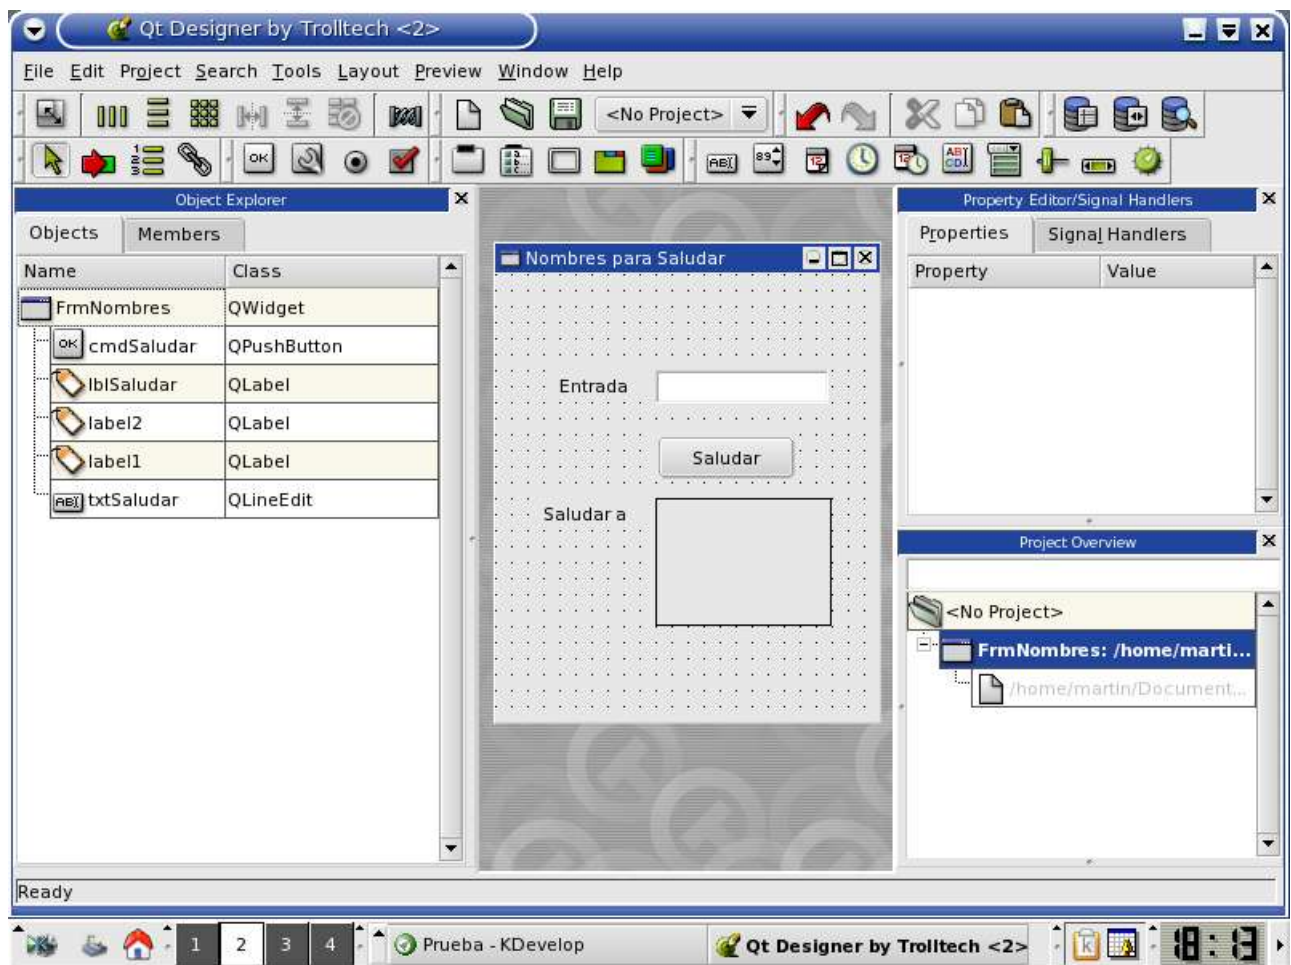 Qt Designer by Trolltech <2>
File Edit Project Search Tools Layout Preview Window Help
<No Project>
Object Explorer
Objects Members
Name Class
FrmNombres QWidget
cmdSaludar QPushButton
lblSaludar QLabel
label2 QLabel
label1 QLabel
txtSaludar QLineEdit
Nombres para Saludar
Entrada
Saludar
Saludar a
Property Editor/Signal Handlers
Properties Signal Handlers
Property Value
Project Overview
<No Project>
FrmNombres: /home/marti...
/home/martin/Document...
Ready
1 2 3 4 Prueba - KDevelop Qt Designer by Trolltech <2> 18:13